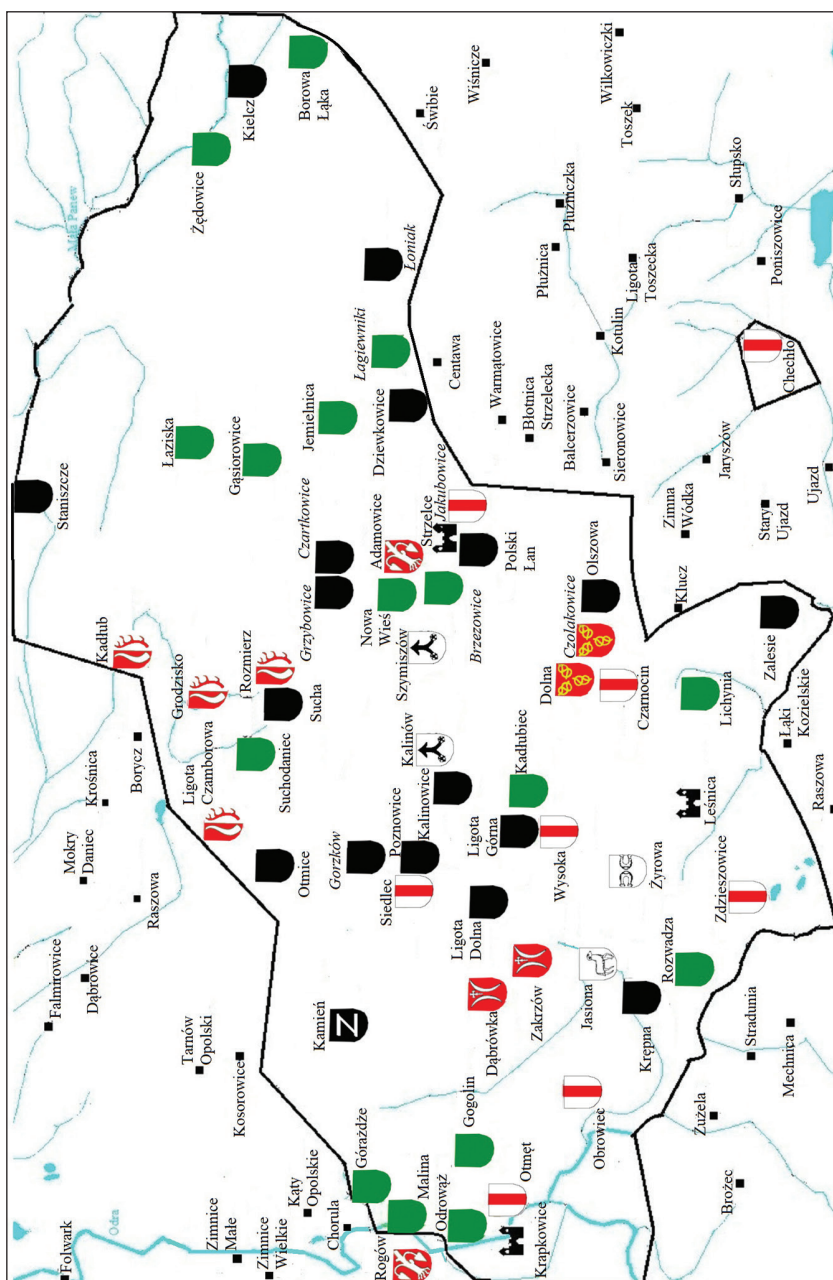 Folwark
Falmirowice
Staniszcze
Mała Panew
Mokry
Daniec
Dąbrowice
Krośnica
Kadłub
Odra
Raszowa
Borycz
Grodzisko
Łaziska
Żędowice
Tarnów
Opolski
Ligota
Czamborowa
Zimnice
Małe
Kosorowice
Rozmierz
Gąsiorowice
Kielcz
Zimnice
Wielkie
Suchodaniec
Kąty
Opolskie
Otmice
Sucha
Grzybowice
Czartkowice
Jemielnica
Borowa
Łąka
Chorula
Kamień
Gorzków
Górażdże
Nowa
Wieś
Adamowice
Łagiewniki
Łoniak
Rogów
Siedlec
Poznowice
Kalinów
Szymiszów
Dziewkowice
Malina
Kalinowice
Strzelce
Jakubowice
Świbie
Odrowąż
Gogolin
Ligota
Dolna
Ligota
Górna
Brzezowice
Centawa
Dąbrówka
Wiśnicze
Otmęt
Kadłubiec
Polski
Łan
Warmątowice
Krapkowice
Zakrzów
Wysoka
Dolna
Błotnica
Strzelecka
Płużnica
Płużniczka
Jasiona
Czołakowice
Balcerzowice
Obrowiec
Olszowa
Sieronowice
Kotulin
Wilkowiczki
Krępna
Żyrowa
Czarnocin
Ligota
Toszecka
Toszek
Rozwadza
Zimna
Wódka
Klucz
Żużela
Leśnica
Lichynia
Jaryszów
Słupsko
Brożec
Stradunia
Zdzieszowice
Stary
Ujazd
Poniszowice
Mechnica
Łąki
Kozielskie
Zalesie
Chechło
Raszowa
Ujazd